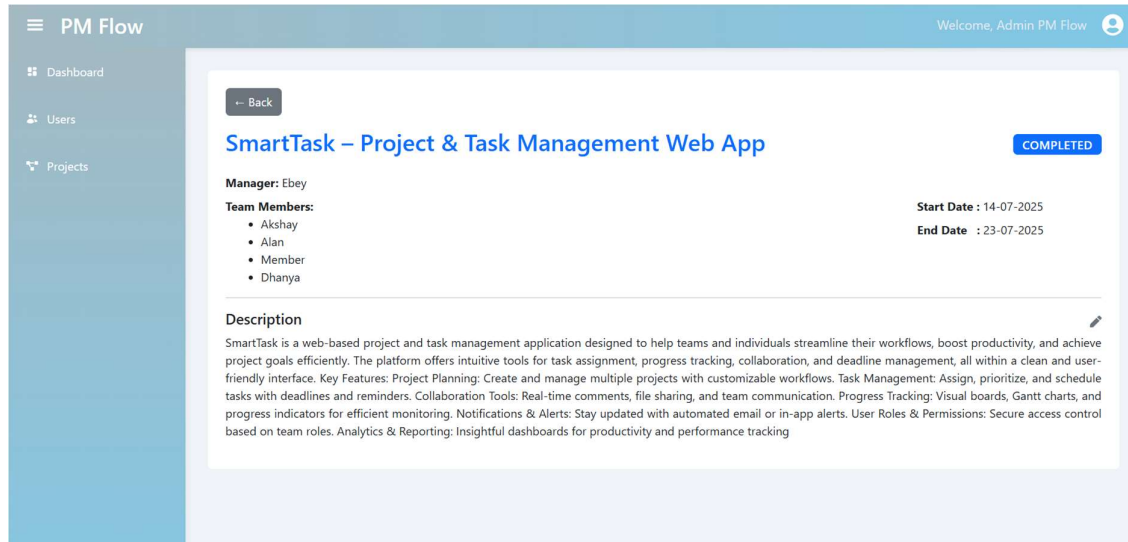 PM Flow
Welcome, Admin PM Flow
Dashboard
Users
Projects
← Back
SmartTask – Project & Task Management Web App
COMPLETED
Manager: Ebey
Team Members:
• Akshay
• Alan
• Member
• Dhanya
Start Date : 14-07-2025
End Date : 23-07-2025
Description
SmartTask is a web-based project and task management application designed to help teams and individuals streamline their workflows, boost productivity, and achieve
project goals efficiently. The platform offers intuitive tools for task assignment, progress tracking, collaboration, and deadline management, all within a clean and user-
friendly interface. Key Features: Project Planning: Create and manage multiple projects with customizable workflows. Task Management: Assign, prioritize, and schedule
tasks with deadlines and reminders. Collaboration Tools: Real-time comments, file sharing, and team communication. Progress Tracking: Visual boards, Gantt charts, and
progress indicators for efficient monitoring. Notifications & Alerts: Stay updated with automated email or in-app alerts. User Roles & Permissions: Secure access control
based on team roles. Analytics & Reporting: Insightful dashboards for productivity and performance tracking